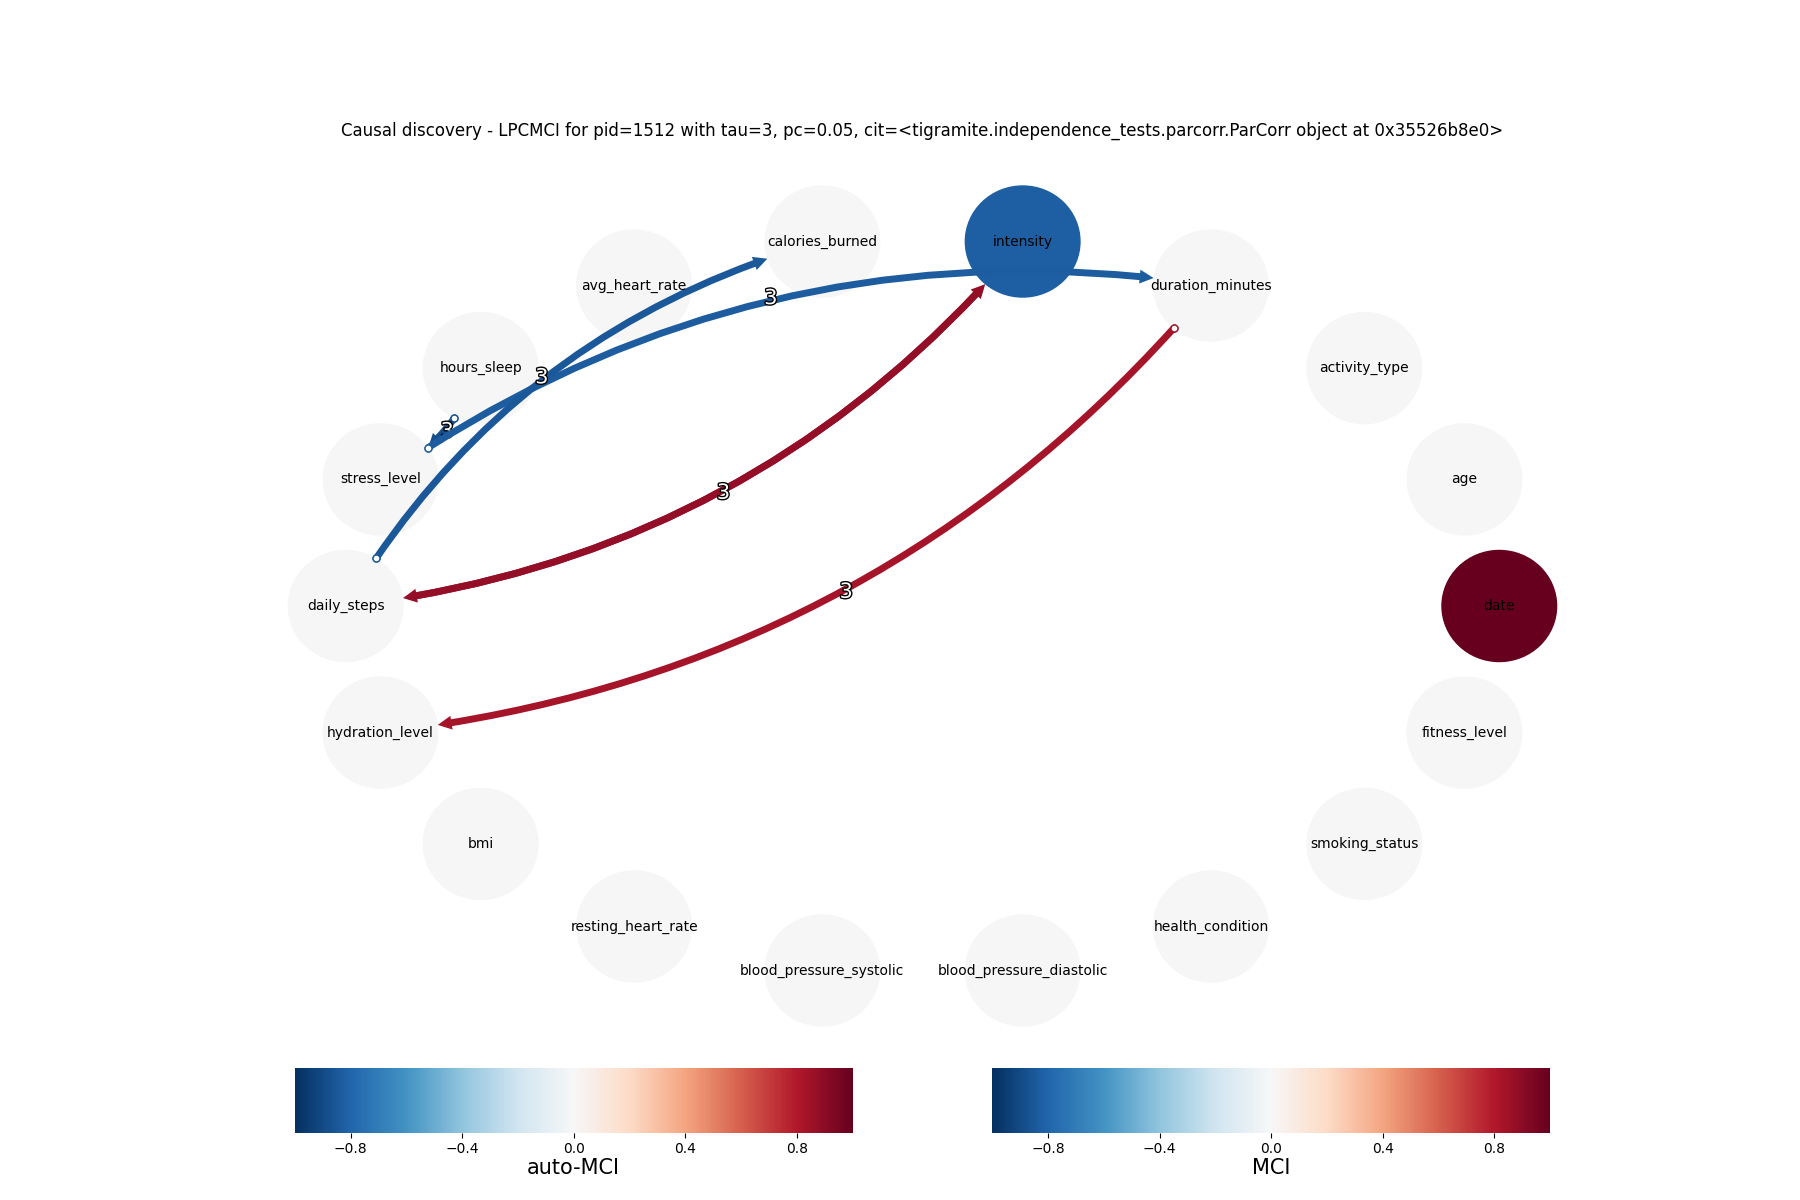 Causal discovery - LPCMCI for pid=1512 with tau=3, pc=0.05, cit=<tigramite.independence_tests.parcorr.ParCorr object at 0x35526b8e0>
calories_burned
intensity
avg_heart_rate
duration_minutes
3
hours_sleep
3
activity_type
3
stress_level
age
3
daily_steps
3
date
hydration_level
fitness_level
bmi
smoking_status
resting_heart_rate
health_condition
blood_pressure_systolic
blood_pressure_diastolic
−0.8 −0.4 0.0 0.4 0.8
auto-MCI
−0.8 −0.4 0.0 0.4 0.8
MCI